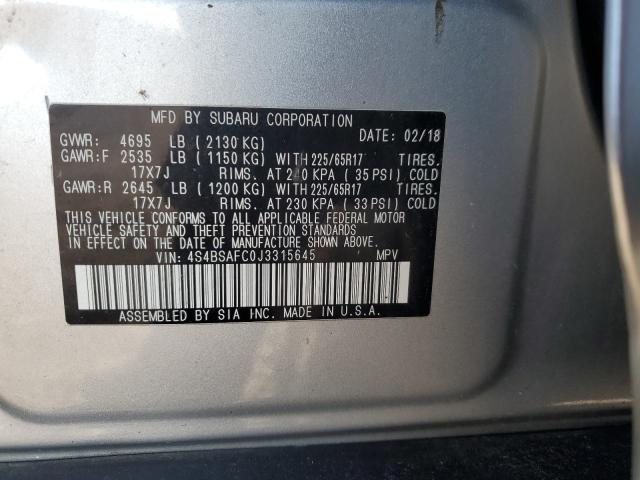 MFD BY SUBARU CORPORATION
GVWR: 4695 LB ( 2130 KG) DATE: 02/18
GAWR:F 2535 LB ( 1150 KG) WITH 225/65R17 TIRES.
17X7J RIMS. AT 240 KPA ( 35 PSI) COLD
GAWR:R 2645 LB ( 1200 KG) WITH 225/65R17 TIRES.
17X7J RIMS. AT 230 KPA ( 33 PSI) COLD
THIS VEHICLE CONFORMS TO ALL APPLICABLE FEDERAL MOTOR
VEHICLE SAFETY AND THEFT PREVENTION STANDARDS
IN EFFECT ON THE DATE OF MANUFACTURE SHOWN ABOVE.
VIN: 4S4BSAFC0J3315645 MPV
ASSEMBLED BY SIA INC. MADE IN U.S.A.